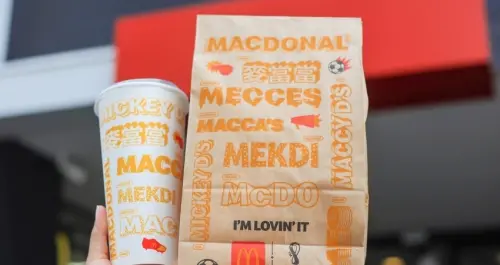 MICKEY D'S
麥當當
MACC
MEKDI
MACC
MACDONAL
麥當當
MECCES
MACCA'S
MEKDI
McDO
MICKEY D'S
MACCY D'S
I'M LOVIN' IT